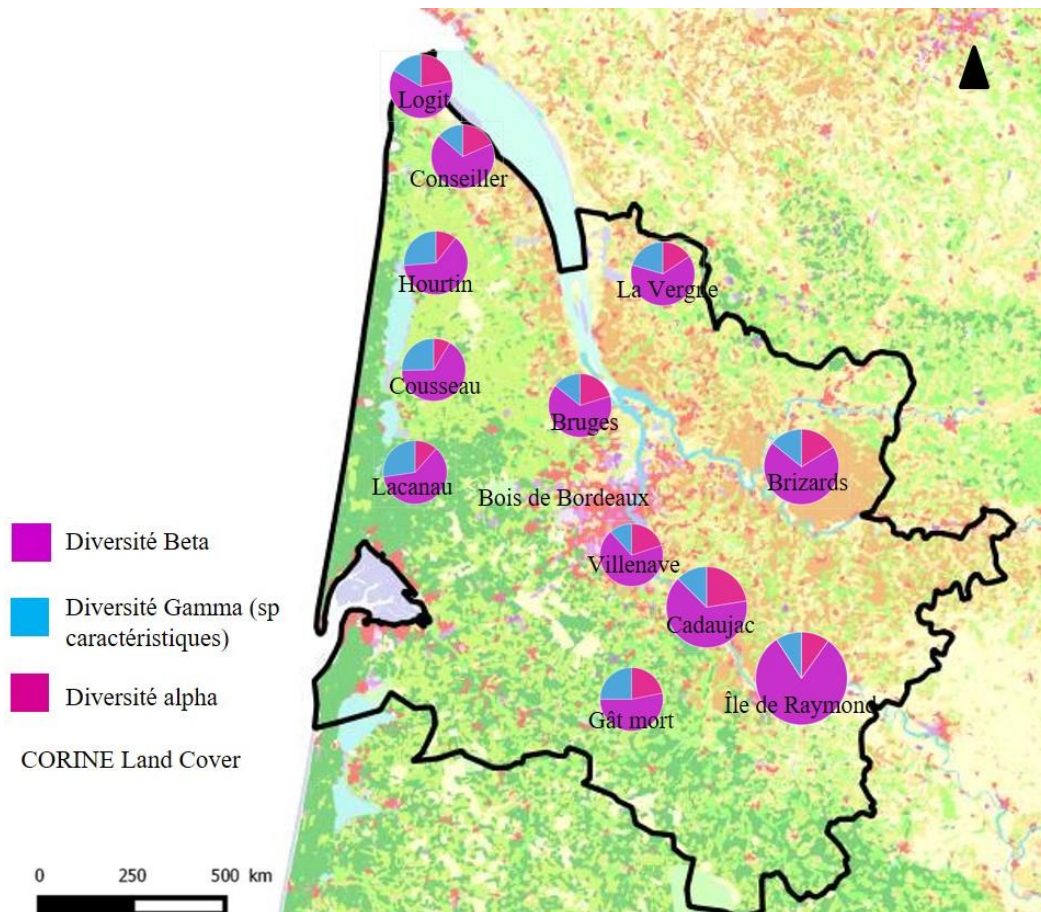 Logit
Conseiller
Hourtin
La Vergne
Cousseau
Bruges
Lacanau
Bois de Bordeaux
Brizards
Villenave
Cadaujac
Île de Raymond
Gât mort
Diversité Beta
Diversité Gamma (sp
caractéristiques)
Diversité alpha
CORINE Land Cover
0 250 500 km